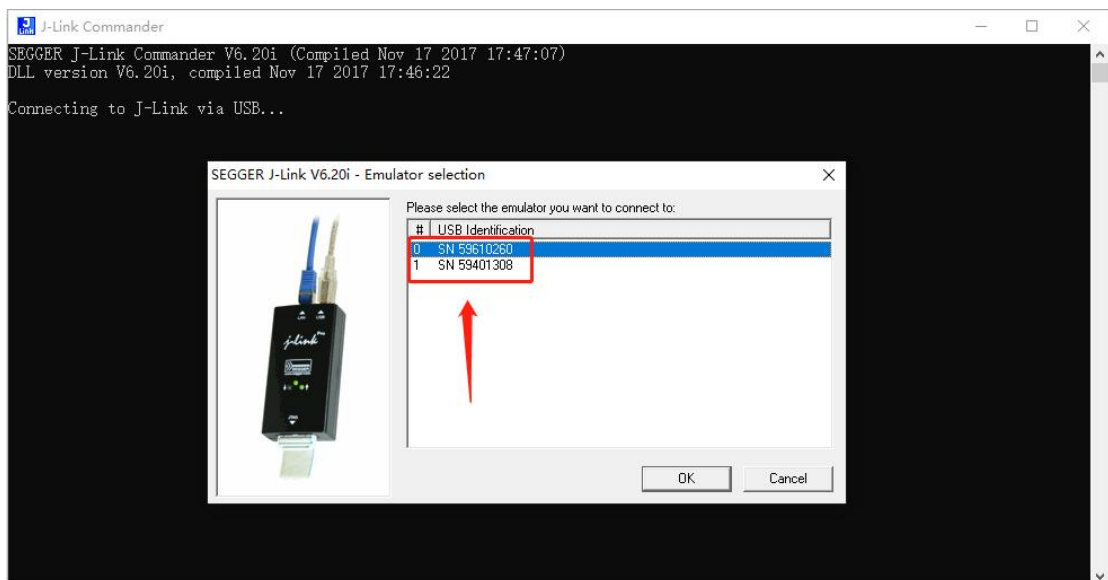 J-Link Commander
SEGGER J-Link Commander V6.20i (Compiled Nov 17 2017 17:47:07)
DLL version V6.20i, compiled Nov 17 2017 17:46:22
Connecting to J-Link via USB...
SEGGER J-Link V6.20i - Emulator selection
Please select the emulator you want to connect to:
# USB Identification
0 SN 59610260
1 SN 59401308
j-link Pro
OK Cancel